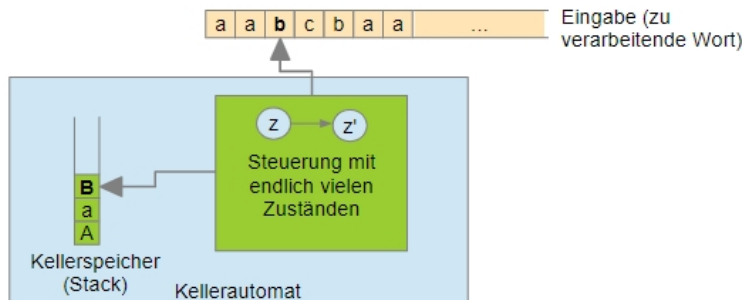 a a b c b a a ...
Eingabe (zu
verarbeitende Wort)
z z'
Steuerung mit
endlich vielen
Zuständen
B
a
A
Kellerspeicher
(Stack)
Kellerautomat